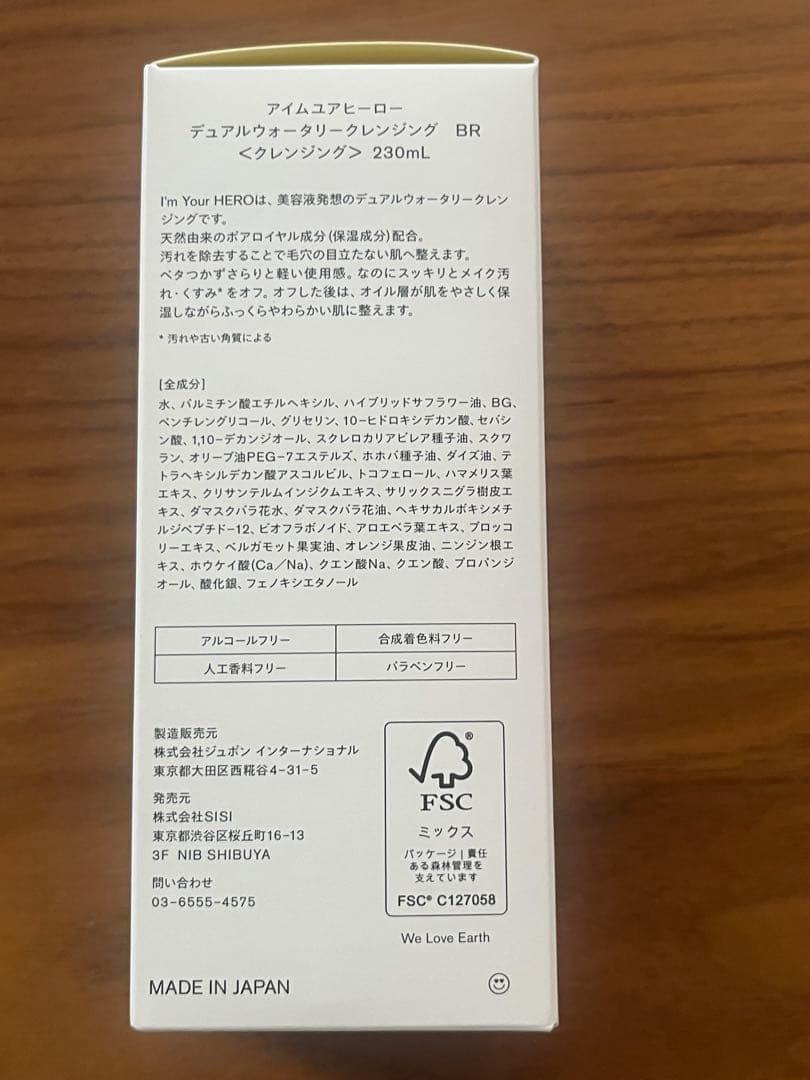 アイムユアヒーロー
デュアルウォータリークレンジング BR
＜クレンジング＞ 230mL
I'm Your HEROは、美容液発想のデュアルウォータリークレン
ジングです。
天然由来のポアロイヤル成分(保湿成分)配合。
汚れを除去することで毛穴の目立たない肌へ整えます。
ベタつかずさらりと軽い使用感。なのにスッキリとメイク汚
れ・くすみ*をオフ。オフした後は、オイル層が肌をやさしく保
湿しながらふっくらやわらかい肌に整えます。
* 汚れや古い角質による
[全成分]
水、パルミチン酸エチルヘキシル、ハイブリッドサフラワー油、BG、
ペンチレングリコール、グリセリン、10-ヒドロキシデカン酸、セバシ
ン酸、1,10-デカンジオール、スクレロカリアビレア種子油、スクワ
ラン、オリーブ油PEG-7エステルズ、ホホバ種子油、ダイズ油、テ
トラヘキシルデカン酸アスコルビル、トコフェロール、ハマメリス葉
エキス、クリサンテルムインジクムエキス、サリックスニグラ樹皮エ
キス、ダマスクバラ花水、ダマスクバラ花油、ヘキサカルボキシメチ
ルジペプチド-12、ビオフラボノイド、アロエベラ葉エキス、ブロッコ
リーエキス、ベルガモット果実油、オレンジ果皮油、ニンジン根エ
キス、ホウケイ酸(Ca／Na)、クエン酸Na、クエン酸、プロパンジ
オール、酸化銀、フェノキシエタノール
アルコールフリー 合成着色料フリー
人工香料フリー パラベンフリー
製造販売元
株式会社ジュポン インターナショナル
東京都大田区西糀谷4-31-5
発売元
株式会社SISI
東京都渋谷区桜丘町16-13
3F NIB SHIBUYA
問い合わせ
03-6555-4575
®
FSC
ミックス
パッケージ | 責任
ある森林管理を
支えています
FSC® C127058
We Love Earth
MADE IN JAPAN